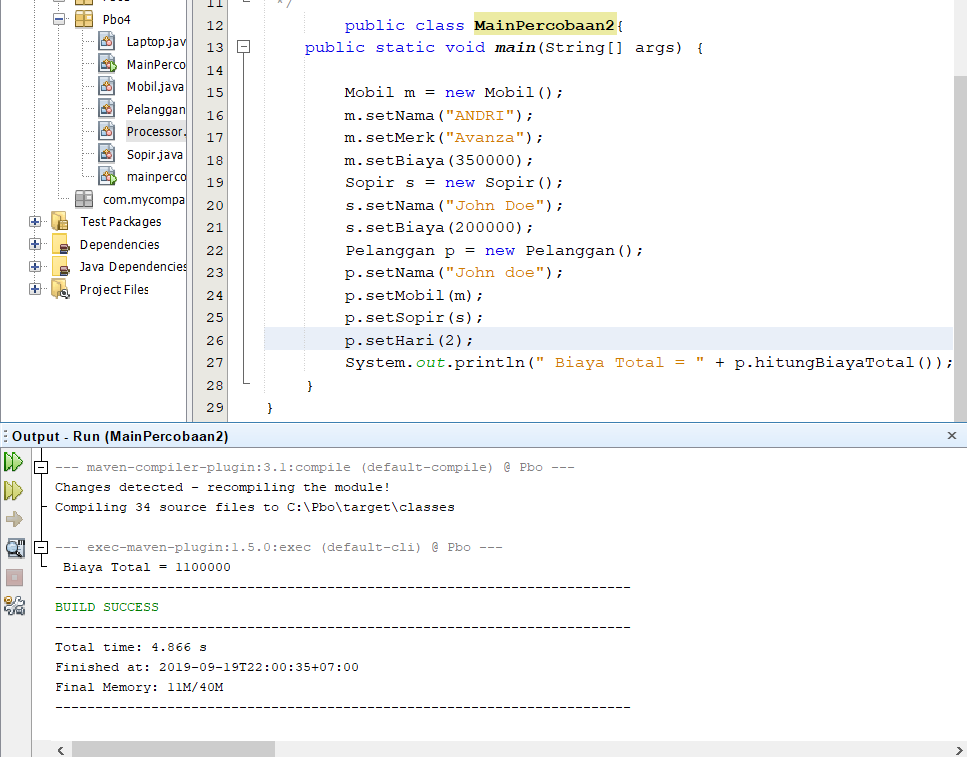 Pbo4
Laptop.jav
MainPerco
Mobil.java
Pelanggan
Processor.
Sopir.java
mainperco
com.mycompa
Test Packages
Dependencies
Java Dependencies
Project Files
11 */
12 public class MainPercobaan2{
13 public static void main(String[] args) {
14
15 Mobil m = new Mobil();
16 m.setNama("ANDRI");
17 m.setMerk("Avanza");
18 m.setBiaya(350000);
19 Sopir s = new Sopir();
20 s.setNama("John Doe");
21 s.setBiaya(200000);
22 Pelanggan p = new Pelanggan();
23 p.setNama("John doe");
24 p.setMobil(m);
25 p.setSopir(s);
26 p.setHari(2);
27 System.out.println(" Biaya Total = " + p.hitungBiayaTotal());
28 }
29 }
Output - Run (MainPercobaan2)
--- maven-compiler-plugin:3.1:compile (default-compile) @ Pbo ---
Changes detected - recompiling the module!
Compiling 34 source files to C:\Pbo\target\classes
--- exec-maven-plugin:1.5.0:exec (default-cli) @ Pbo ---
Biaya Total = 1100000
------------------------------------------------------------------------
BUILD SUCCESS
------------------------------------------------------------------------
Total time: 4.866 s
Finished at: 2019-09-19T22:00:35+07:00
Final Memory: 11M/40M
------------------------------------------------------------------------